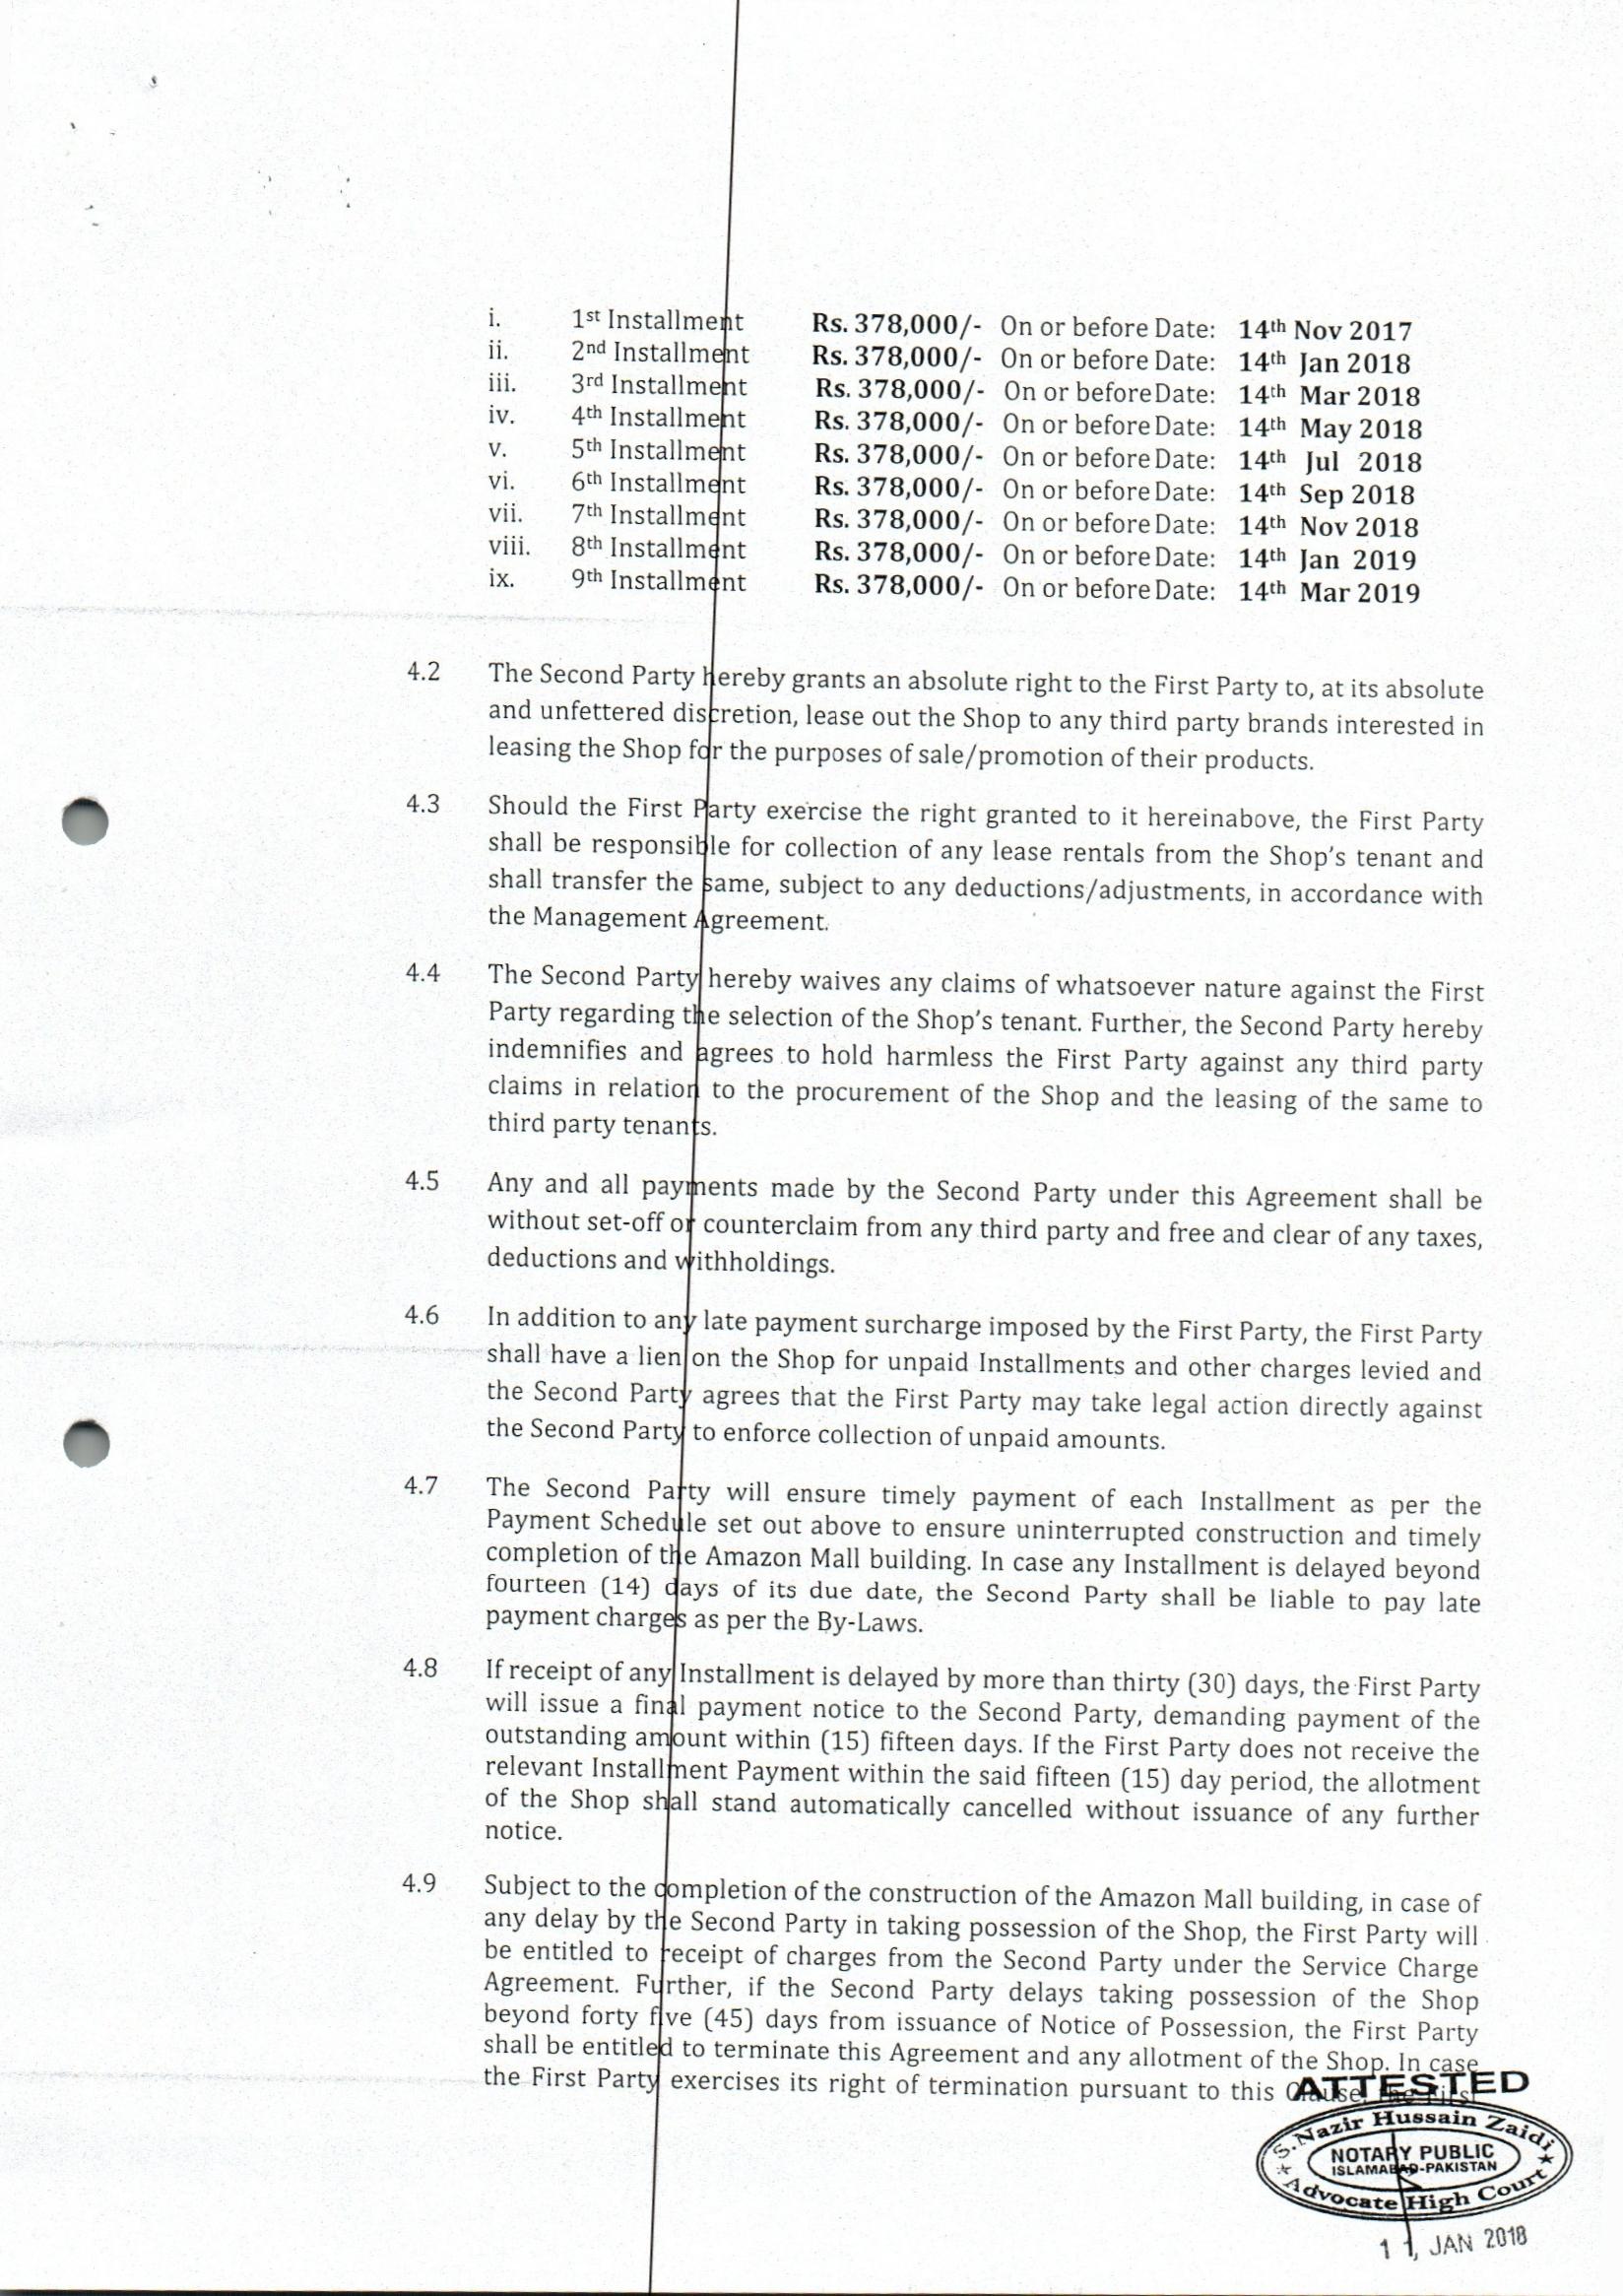 i. 1st Installment Rs. 378,000/- On or before Date: 14th Nov 2017
ii. 2nd Installment Rs. 378,000/- On or before Date: 14th Jan 2018
iii. 3rd Installment Rs. 378,000/- On or before Date: 14th Mar 2018
iv. 4th Installment Rs. 378,000/- On or before Date: 14th May 2018
v. 5th Installment Rs. 378,000/- On or before Date: 14th Jul 2018
vi. 6th Installment Rs. 378,000/- On or before Date: 14th Sep 2018
vii. 7th Installment Rs. 378,000/- On or before Date: 14th Nov 2018
viii. 8th Installment Rs. 378,000/- On or before Date: 14th Jan 2019
ix. 9th Installment Rs. 378,000/- On or before Date: 14th Mar 2019
4.2 The Second Party hereby grants an absolute right to the First Party to, at its absolute
and unfettered discretion, lease out the Shop to any third party brands interested in
leasing the Shop for the purposes of sale/promotion of their products.
4.3 Should the First Party exercise the right granted to it hereinabove, the First Party
shall be responsible for collection of any lease rentals from the Shop's tenant and
shall transfer the same, subject to any deductions/adjustments, in accordance with
the Management Agreement.
4.4 The Second Party hereby waives any claims of whatsoever nature against the First
Party regarding the selection of the Shop's tenant. Further, the Second Party hereby
indemnifies and agrees to hold harmless the First Party against any third party
claims in relation to the procurement of the Shop and the leasing of the same to
third party tenants.
4.5 Any and all payments made by the Second Party under this Agreement shall be
without set-off or counterclaim from any third party and free and clear of any taxes,
deductions and withholdings.
4.6 In addition to any late payment surcharge imposed by the First Party, the First Party
shall have a lien on the Shop for unpaid Installments and other charges levied and
the Second Party agrees that the First Party may take legal action directly against
the Second Party to enforce collection of unpaid amounts.
4.7 The Second Party will ensure timely payment of each Installment as per the
Payment Schedule set out above to ensure uninterrupted construction and timely
completion of the Amazon Mall building. In case any Installment is delayed beyond
fourteen (14) days of its due date, the Second Party shall be liable to pay late
payment charges as per the By-Laws.
4.8 If receipt of any Installment is delayed by more than thirty (30) days, the First Party
will issue a final payment notice to the Second Party, demanding payment of the
outstanding amount within (15) fifteen days. If the First Party does not receive the
relevant Installment Payment within the said fifteen (15) day period, the allotment
of the Shop shall stand automatically cancelled without issuance of any further
notice.
4.9 Subject to the completion of the construction of the Amazon Mall building, in case of
any delay by the Second Party in taking possession of the Shop, the First Party will
be entitled to receipt of charges from the Second Party under the Service Charge
Agreement. Further, if the Second Party delays taking possession of the Shop
beyond forty five (45) days from issuance of Notice of Possession, the First Party
shall be entitled to terminate this Agreement and any allotment of the Shop. In case
the First Party exercises its right of termination pursuant to this Clause, the First
ATTESTED
S. Nazir Hussain Zaidi
NOTARY PUBLIC
ISLAMABAD-PAKISTAN
Advocate High Court
11, JAN 2018